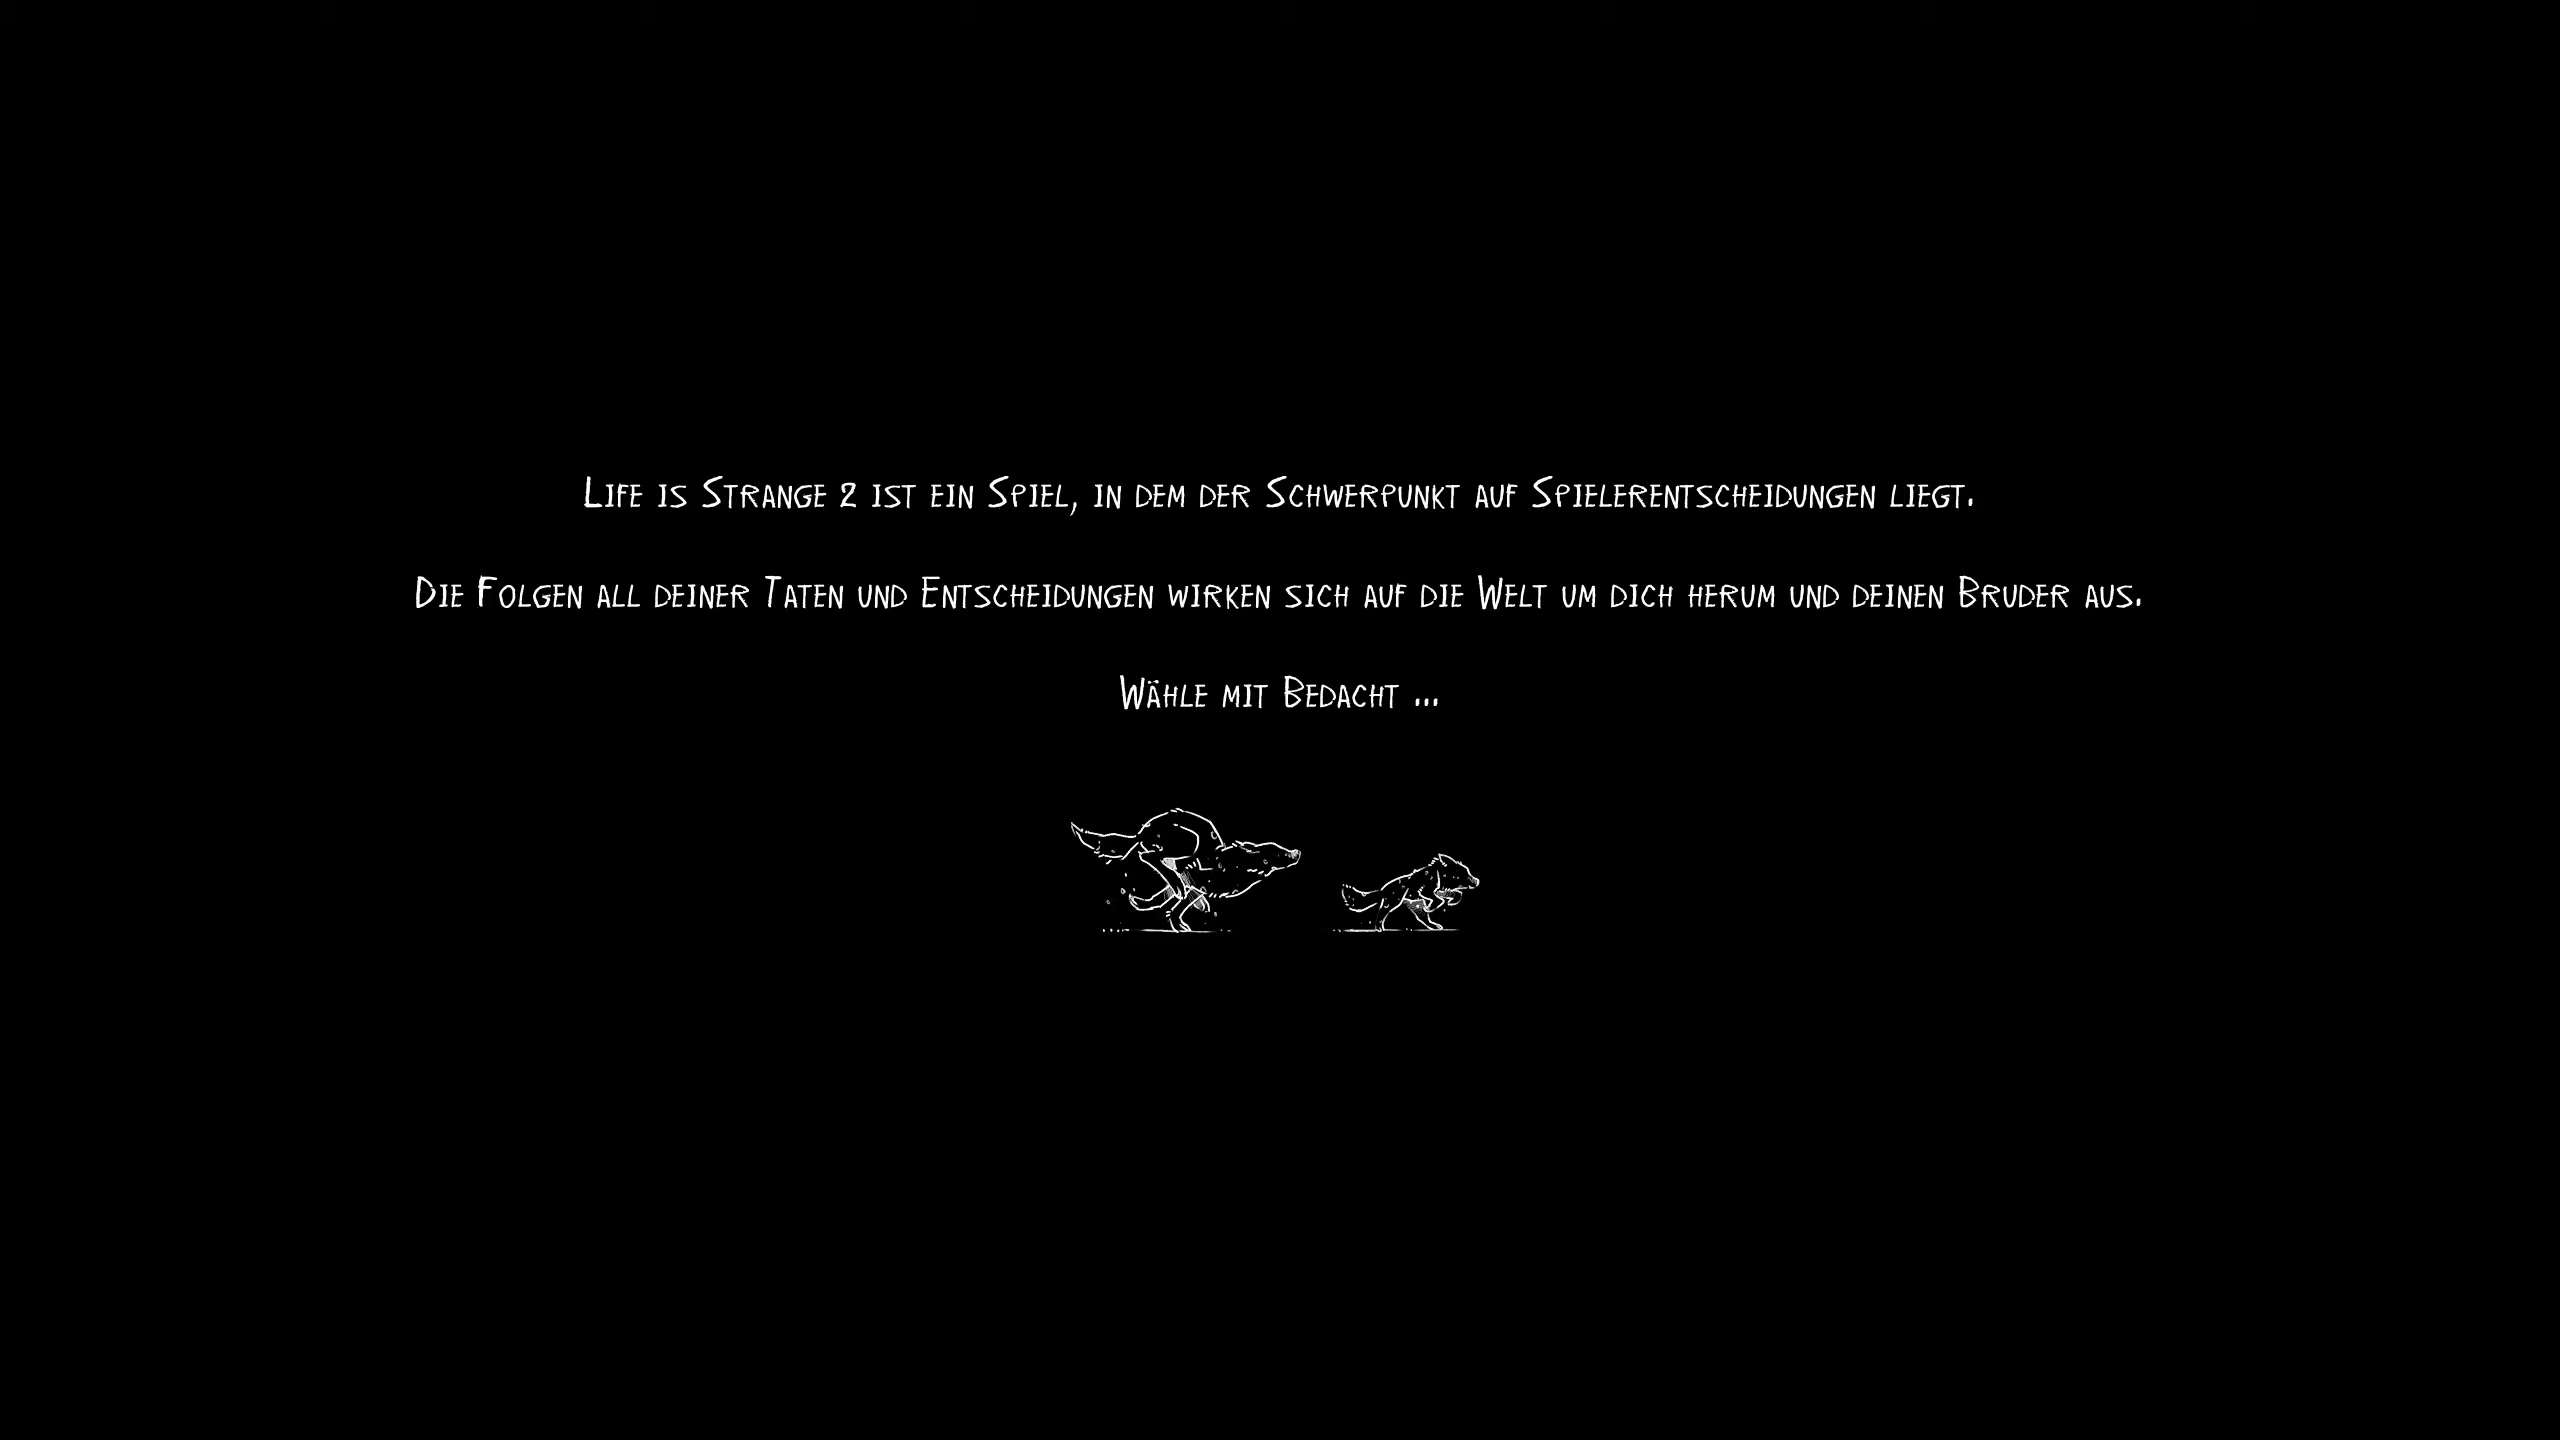 Life is Strange 2 ist ein Spiel, in dem der Schwerpunkt auf Spielerentscheidungen liegt.
Die Folgen all deiner Taten und Entscheidungen wirken sich auf die Welt um dich herum und deinen Bruder aus.
Wähle mit Bedacht ...